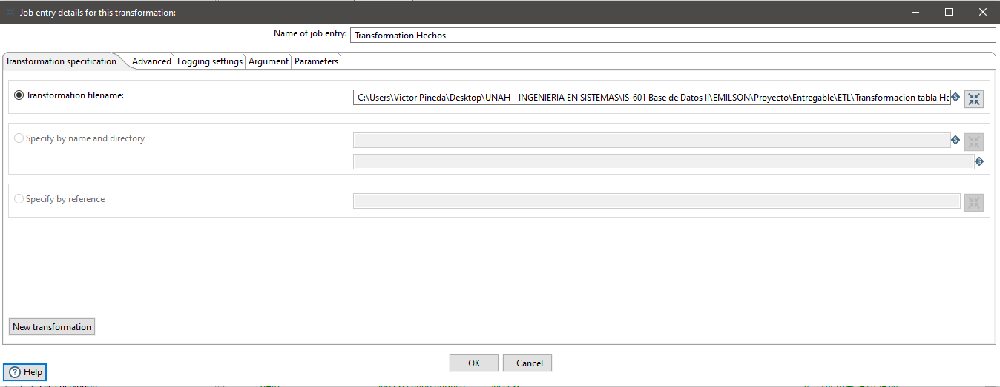 Job entry details for this transformation:
Name of job entry: Transformation Hechos
Transformation specification Advanced Logging settings Argument Parameters
Transformation filename: C:\Users\Victor Pineda\Desktop\UNAH - INGENIERIA EN SISTEMAS\IS-601 Base de Datos II\EMILSON\Proyecto\Entregable\ETL\Transformacion tabla He
Specify by name and directory
Specify by reference
New transformation
OK Cancel
Help